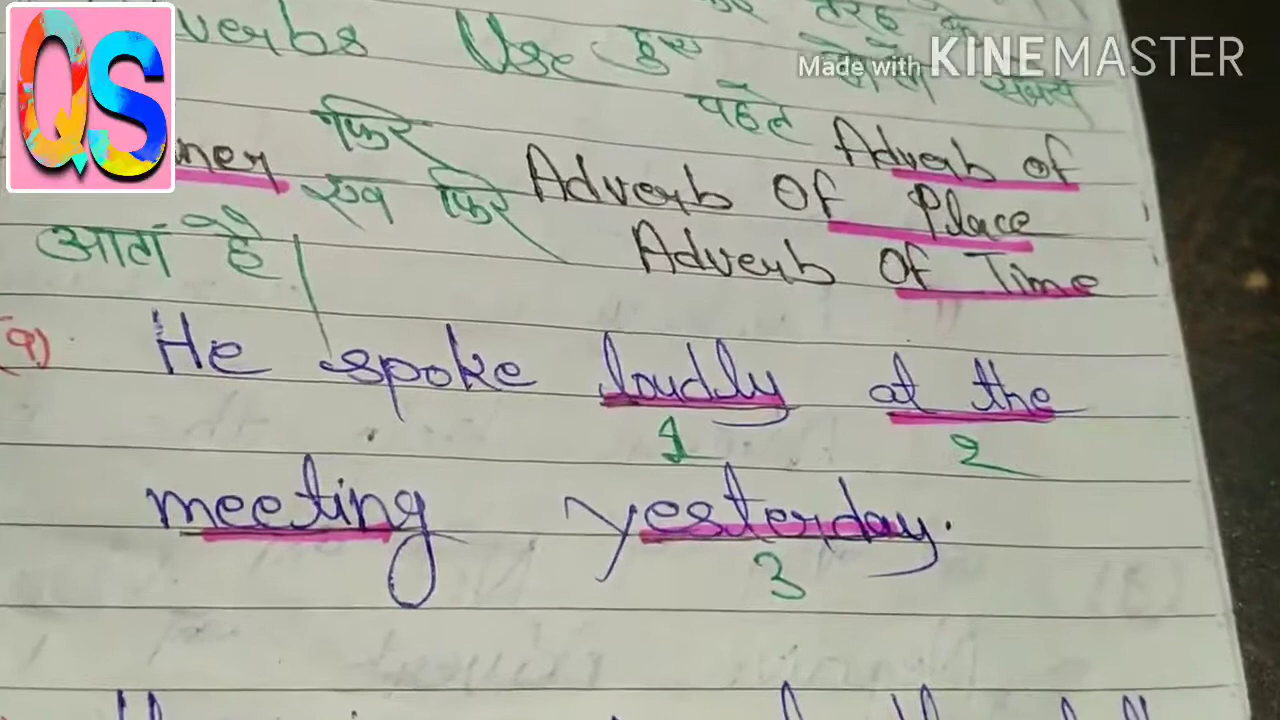 QS
Made with KINEMASTER
verbs Use हुए
पहले Adverb of
ner फिर Adverb Of Place
एव फिर Adverb Of Time
आता है।
He spoke loudly at the
1 2
meeting yesterday.
3